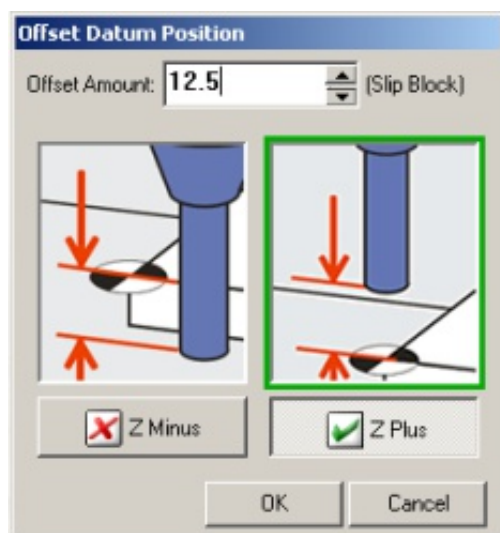 Offset Datum Position
Offset Amount: 12.5 (Slip Block)
Z Minus Z Plus
OK Cancel